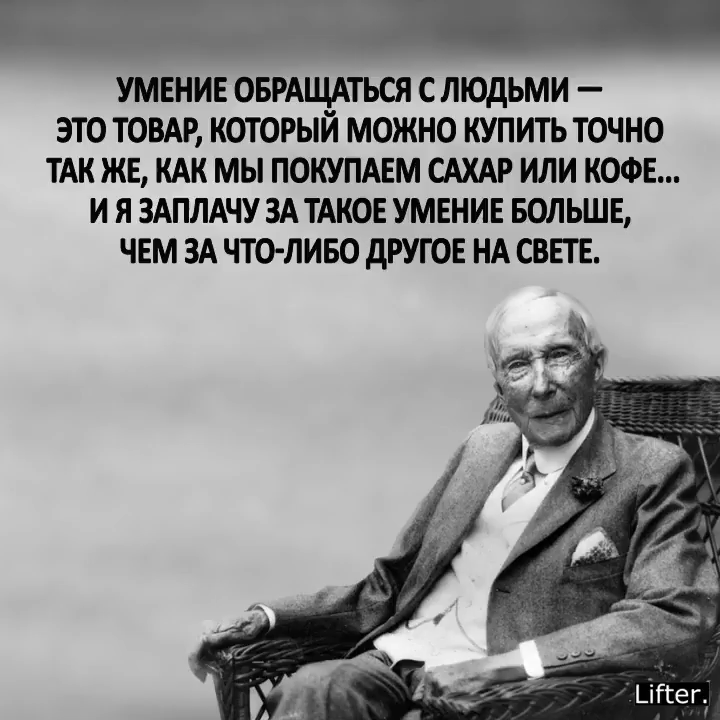 УМЕНИЕ ОБРАЩАТЬСЯ С ЛЮДЬМИ —
ЭТО ТОВАР, КОТОРЫЙ МОЖНО КУПИТЬ ТОЧНО
ТАК ЖЕ, КАК МЫ ПОКУПАЕМ САХАР ИЛИ КОФЕ...
И Я ЗАПЛАЧУ ЗА ТАКОЕ УМЕНИЕ БОЛЬШЕ,
ЧЕМ ЗА ЧТО-ЛИБО ДРУГОЕ НА СВЕТЕ.
Lifter.